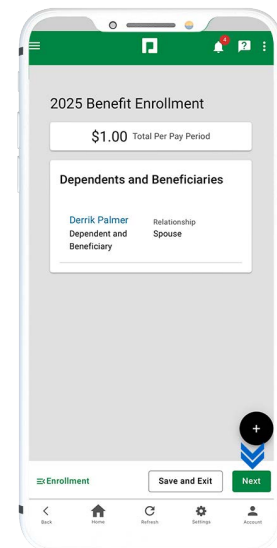 4
?
2025 Benefit Enrollment
$1.00 Total Per Pay Period
Dependents and Beneficiaries
Derrik Palmer
Dependent and
Beneficiary
Relationship
Spouse
+
Enrollment
Save and Exit
Next
Back
Home
Refresh
Settings
Account